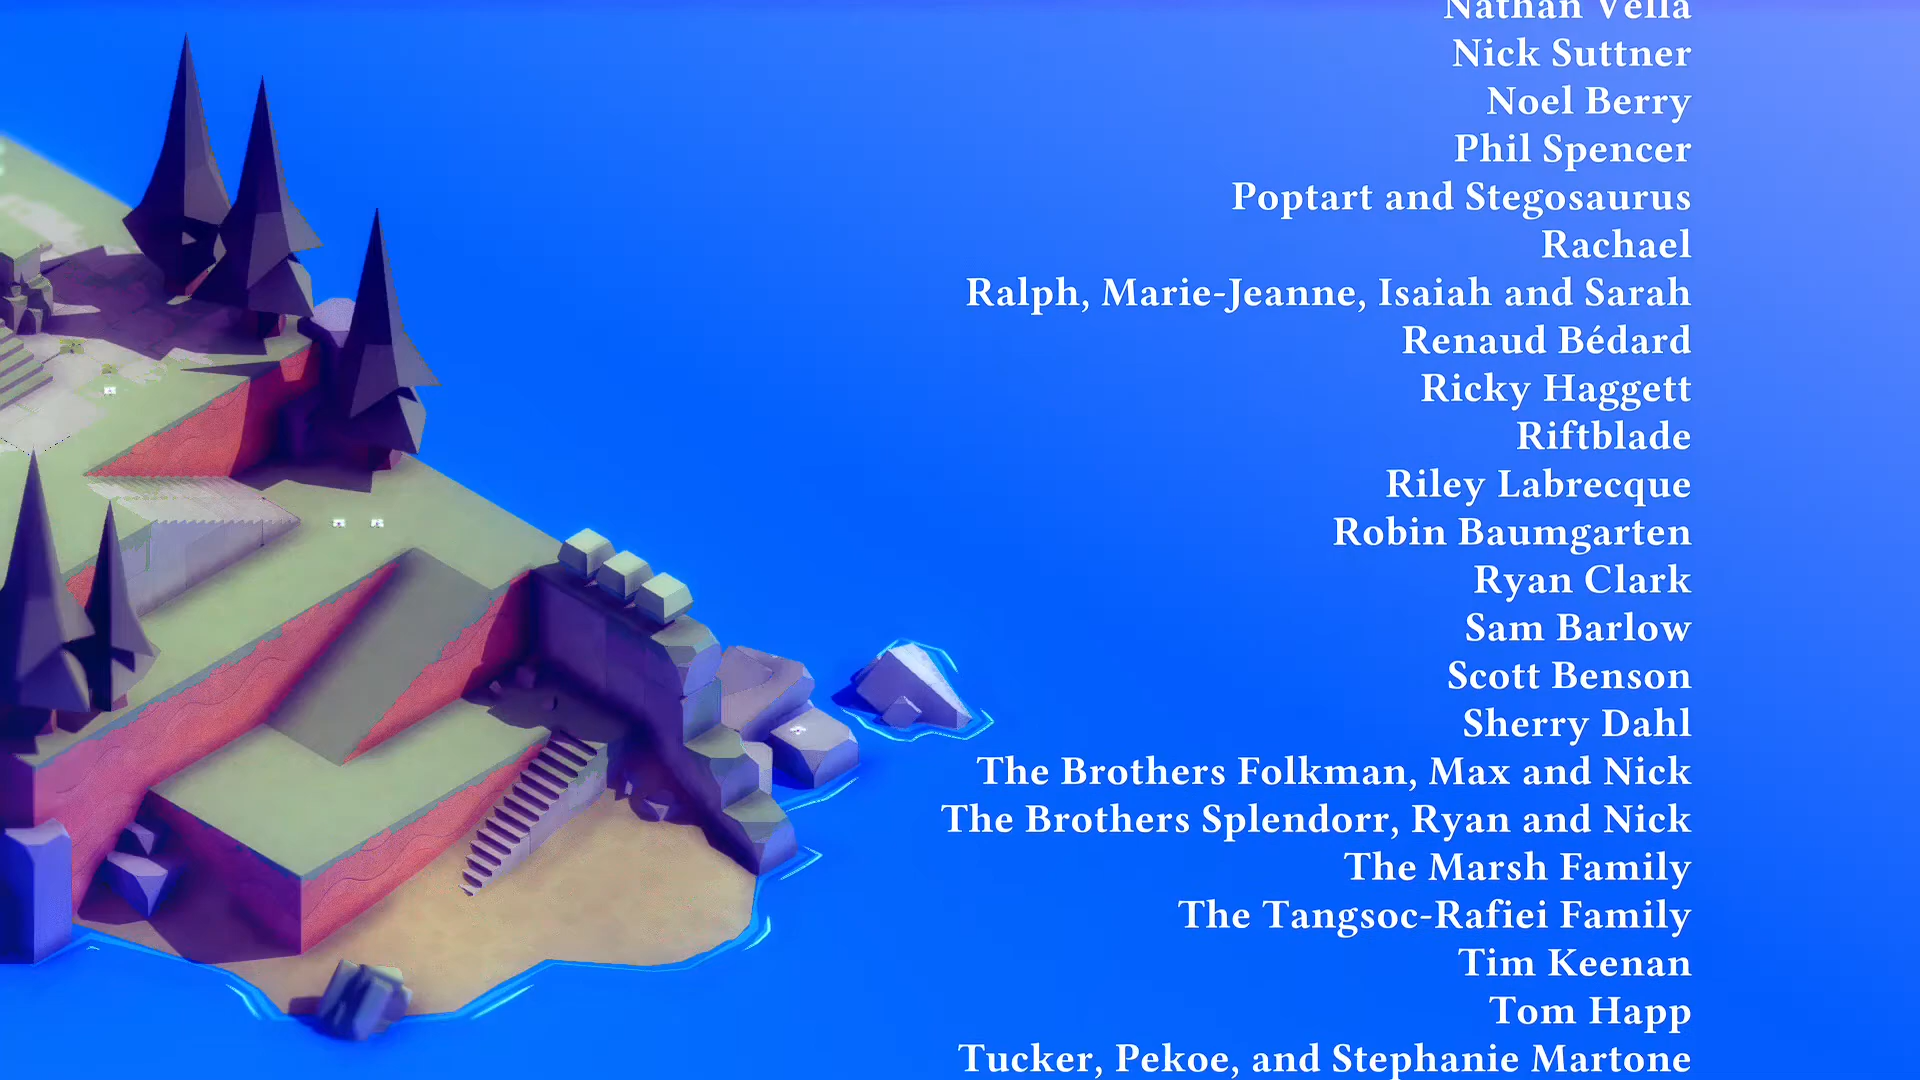 Nathan Vella
Nick Suttner
Noel Berry
Phil Spencer
Poptart and Stegosaurus
Rachael
Ralph, Marie-Jeanne, Isaiah and Sarah
Renaud Bédard
Ricky Haggett
Riftblade
Riley Labrecque
Robin Baumgarten
Ryan Clark
Sam Barlow
Scott Benson
Sherry Dahl
The Brothers Folkman, Max and Nick
The Brothers Splendorr, Ryan and Nick
The Marsh Family
The Tangsoc-Rafiei Family
Tim Keenan
Tom Happ
Tucker, Pekoe, and Stephanie Martone